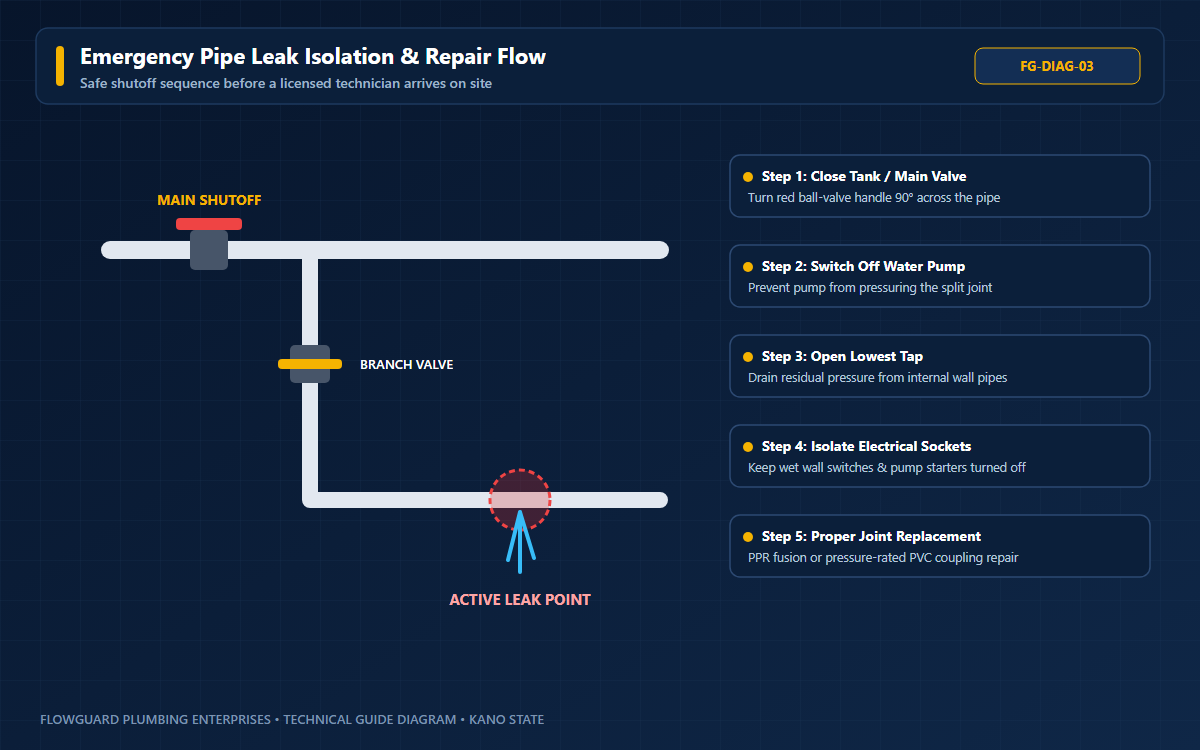 Emergency Pipe Leak Isolation & Repair Flow
Safe shutoff sequence before a licensed technician arrives on site
FG-DIAG-03
MAIN SHUTOFF
BRANCH VALVE
ACTIVE LEAK POINT
Step 1: Close Tank / Main Valve
Turn red ball-valve handle 90° across the pipe
Step 2: Switch Off Water Pump
Prevent pump from pressuring the split joint
Step 3: Open Lowest Tap
Drain residual pressure from internal wall pipes
Step 4: Isolate Electrical Sockets
Keep wet wall switches & pump starters turned off
Step 5: Proper Joint Replacement
PPR fusion or pressure-rated PVC coupling repair
FLOWGUARD PLUMBING ENTERPRISES • TECHNICAL GUIDE DIAGRAM • KANO STATE